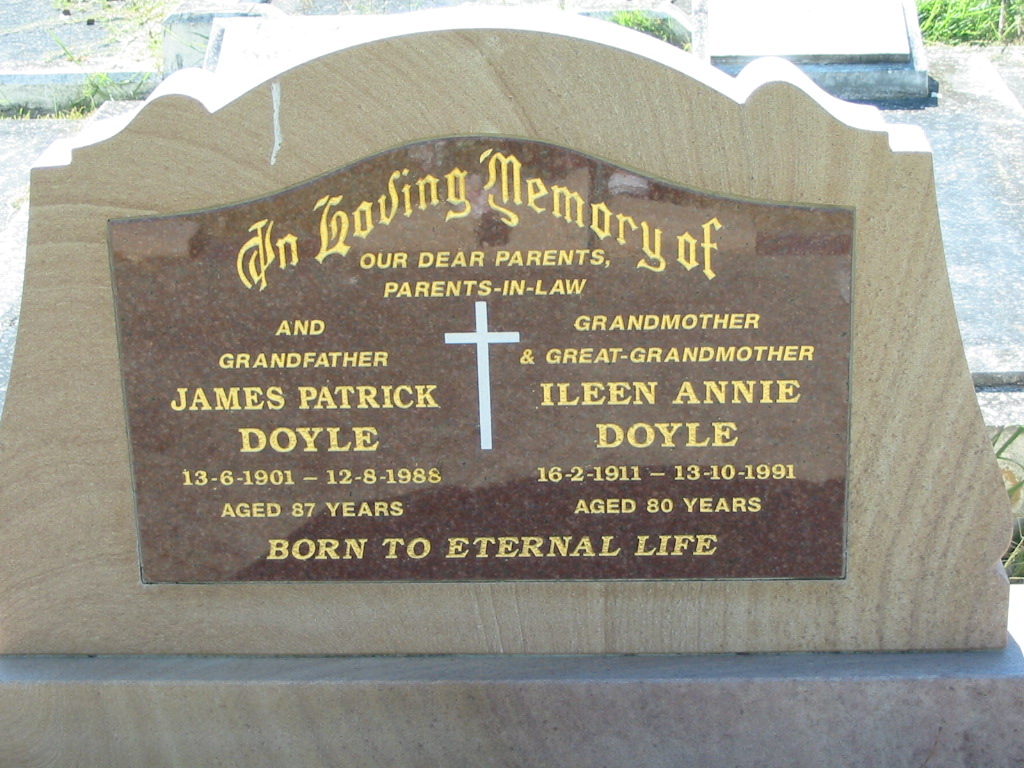 In Loving Memory of
OUR DEAR PARENTS,
PARENTS-IN-LAW
AND
GRANDFATHER
JAMES PATRICK
DOYLE
13-6-1901 – 12-8-1988
AGED 87 YEARS
GRANDMOTHER
& GREAT-GRANDMOTHER
ILEEN ANNIE
DOYLE
16-2-1911 – 13-10-1991
AGED 80 YEARS
BORN TO ETERNAL LIFE